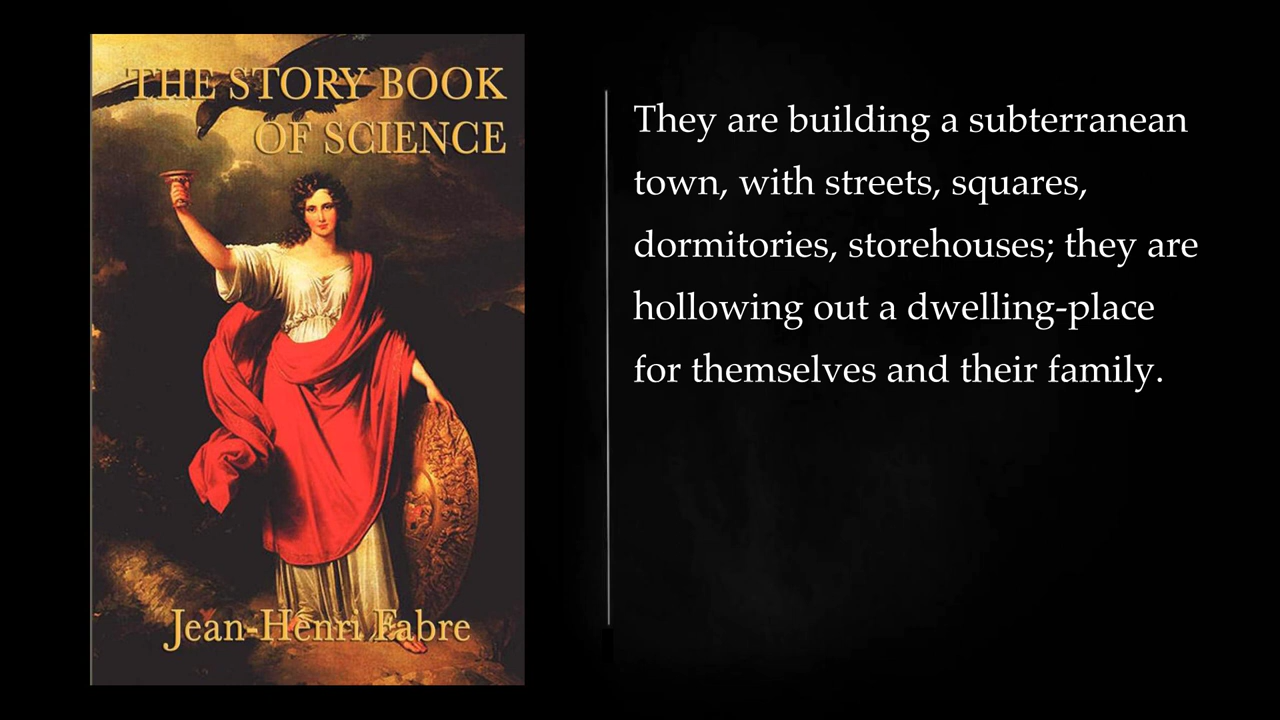 THE STORY BOOK
OF SCIENCE
Jean-Henri Fabre
They are building a subterranean
town, with streets, squares,
dormitories, storehouses; they are
hollowing out a dwelling-place
for themselves and their family.